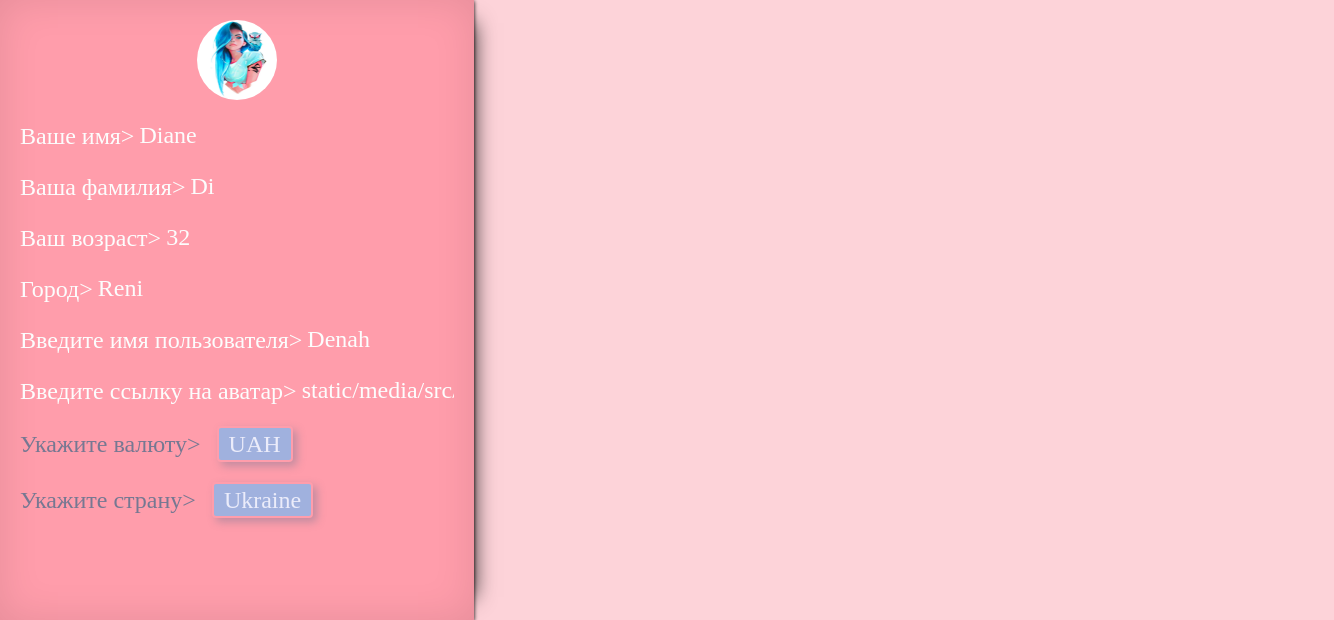 Ваше имя> Diane
Ваша фамилия> Di
Ваш возраст> 32
Город> Reni
Введите имя пользователя> Denah
Введите ссылку на аватар> static/media/src.
Укажите валюту> UAH
Укажите страну> Ukraine